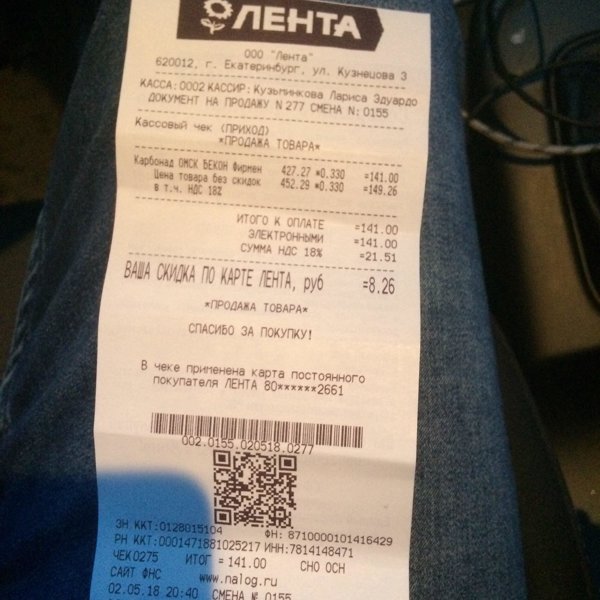 ЛЕНТА
ООО "Лента"
620012, г. Екатеринбург, ул. Кузнецова 3
КАССА:0002 КАССИР: Кузьминкова Лариса Эдуардо
ДОКУМЕНТ НА ПРОДАЖУ N 277 СМЕНА N: 0155
Кассовый чек (ПРИХОД)
*ПРОДАЖА ТОВАРА*
Карбонад ОМСК БЕКОН Фирмен 427.27 *0.330 =141.00
Цена товара без скидок 452.29 *0.330 =149.26
в т.ч. НДС 18%
ИТОГО К ОПЛАТЕ =141.00
ЭЛЕКТРОННЫМИ =141.00
СУММА НДС 18% =21.51
ВАША СКИДКА ПО КАРТЕ ЛЕНТА, руб =8.26
*ПРОДАЖА ТОВАРА*
СПАСИБО ЗА ПОКУПКУ!
В чеке применена карта постоянного
покупателя ЛЕНТА 80******2661
002.0155.020518.0277
ЗН ККТ:0128015104 ФН: 8710000101416429
РН ККТ:0001471881025217 ИНН:7814148471
ЧЕК 0275 ИТОГ =141.00 СНО ОСН
САЙТ ФНС www.nalog.ru
02.05.18 20:40 СМЕНА № 0155